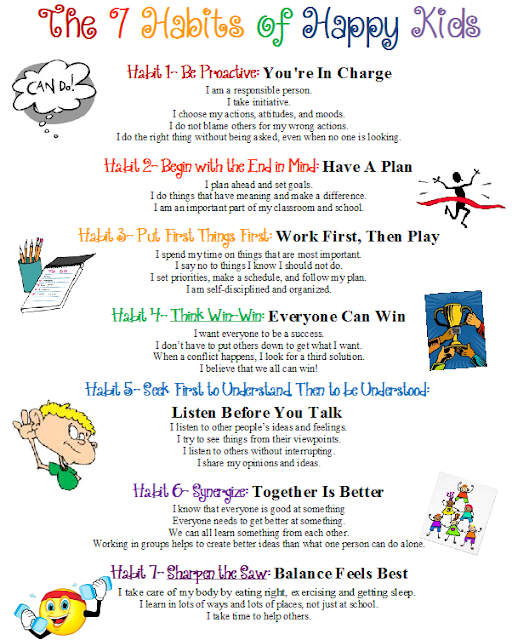 The 7 Habits of Happy Kids
CAN DO!
Habit 1- Be Proactive: You're In Charge
I am a responsible person.
I take initiative.
I choose my actions, attitudes, and moods.
I do not blame others for my wrong actions.
I do the right thing without being asked, even when no one is looking.
Habit 2- Begin with the End in Mind: Have A Plan
I plan ahead and set goals.
I do things that have meaning and make a difference.
I am an important part of my classroom and school.
Habit 3- Put First Things First: Work First, Then Play
TO DO
I spend my time on things that are most important.
I say no to things I know I should not do.
I set priorities, make a schedule, and follow my plan.
I am self-disciplined and organized.
Habit 4- Think Win-Win: Everyone Can Win
I want everyone to be a success.
I don't have to put others down to get what I want.
When a conflict happens, I look for a third solution.
I believe that we all can win!
Habit 5- Seek First to Understand, Then to be Understood:
Listen Before You Talk
I listen to other people's ideas and feelings.
I try to see things from their viewpoints.
I listen to others without interrupting.
I share my opinions and ideas.
Habit 6- Synergize: Together Is Better
I know that everyone is good at something
Everyone needs to get better at something.
We can all learn something from each other.
Working in groups helps to create better ideas than what one person can do alone.
Habit 7- Sharpen the Saw: Balance Feels Best
I take care of my body by eating right, exercising and getting sleep.
I learn in lots of ways and lots of places, not just at school.
I take time to help others.